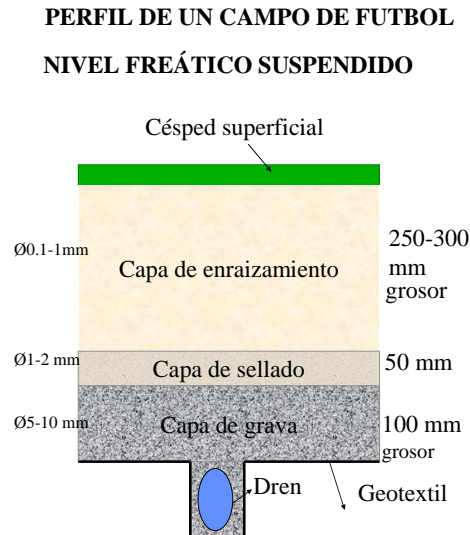 PERFIL DE UN CAMPO DE FUTBOL
NIVEL FREÁTICO SUSPENDIDO
Césped superficial
Ø0.1-1mm
Capa de enraizamiento
250-300
mm
grosor
Ø1-2 mm
Capa de sellado
50 mm
Ø5-10 mm
Capa de grava
100 mm
grosor
Dren
Geotextil